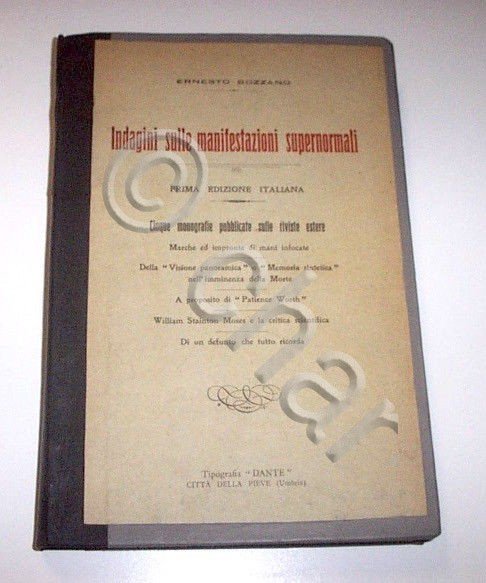 ERNESTO BOZZANO
Indagini sulle manifestazioni supernormali
PRIMA EDIZIONE ITALIANA
Cinque monografie pubblicate sulle riviste estere
Marche ed impronte di mani infocate
Della “Visione panoramica” o “Memoria sintetica”
nell'imminenza della Morte
A proposito di “Patience Worth”
William Stainton Moses e la critica scientifica
Di un defunto che tutto ricorda
Tipografia “DANTE”
CITTÀ DELLA PIEVE (Umbria)
© Char